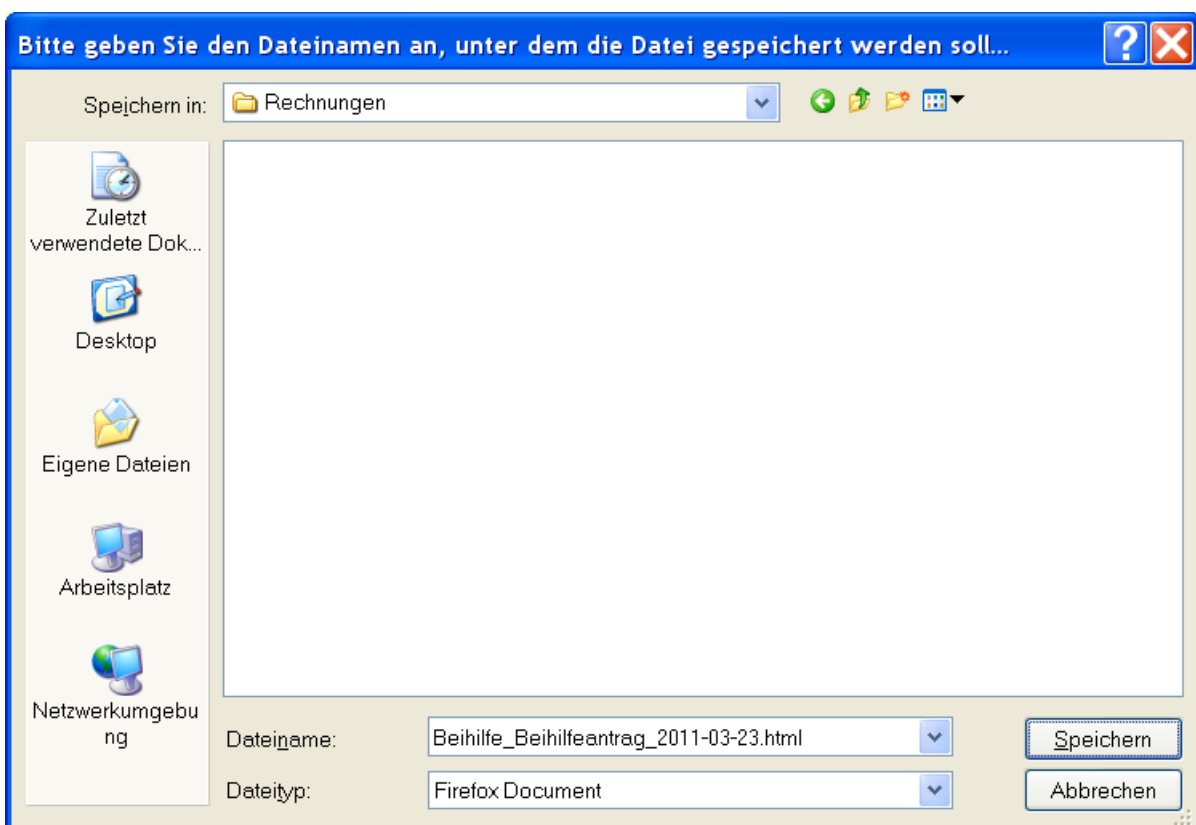 Bitte geben Sie den Dateinamen an, unter dem die Datei gespeichert werden soll...
Speichern in: Rechnungen
Zuletzt
verwendete Dok...
Desktop
Eigene Dateien
Arbeitsplatz
Netzwerkumgebu
ng
Dateiname: Beihilfe_Beihilfeantrag_2011-03-23.html Speichern
Dateityp: Firefox Document Abbrechen